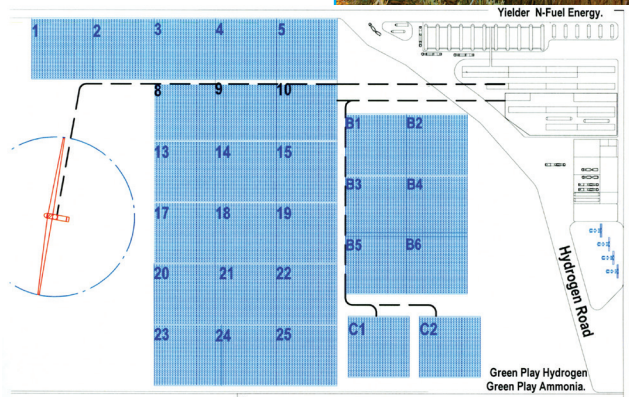 Yielder N-Fuel Energy.
1 2 3 4 5
8 9 10
B1 B2
13 14 15
B3 B4
17 18 19
B5 B6
20 21 22
23 24 25
C1 C2
Hydrogen Road
Green Play Hydrogen
Green Play Ammonia.